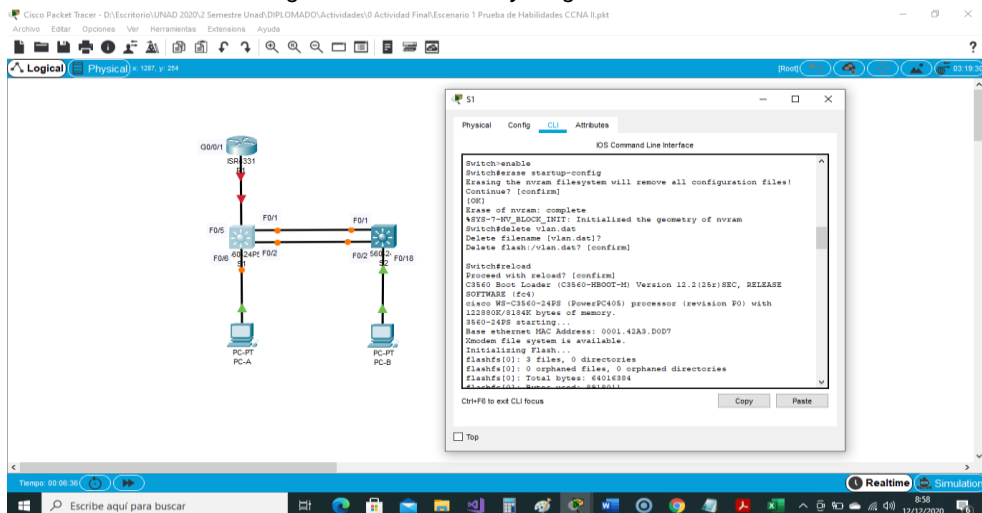 Cisco Packet Tracer - D:\Escritorio\UNAD 2020\2 Semestre Unad\DIPLOMADO\Actividades\0 Actividad Final\Escenario 1 Prueba de Habilidades CCNA II.pkt
Archivo Editar Opciones Ver Herramientas Extensions Ayuda
?
Logical Physical x: 1287, y: 254 [Root] 03:19:30
S1
Physical Config CLI Attributes
IOS Command Line Interface
Switch>enable
Switch#erase startup-config
Erasing the nvram filesystem will remove all configuration files!
Continue? [confirm]
[OK]
Erase of nvram: complete
%SYS-7-NV_BLOCK_INIT: Initialized the geometry of nvram
Switch#delete vlan.dat
Delete filename [vlan.dat]?
Delete flash:/vlan.dat? [confirm]
Switch#reload
Proceed with reload? [confirm]
C3560 Boot Loader (C3560-HBOOT-M) Version 12.2(25r)SEC, RELEASE
SOFTWARE (fc4)
cisco WS-C3560-24PS (PowerPC405) processor (revision P0) with
122880K/8184K bytes of memory.
3560-24PS starting...
Base ethernet MAC Address: 0001.42A3.D0D7
Xmodem file system is available.
Initializing Flash...
flashfs[0]: 3 files, 0 directories
flashfs[0]: 0 orphaned files, 0 orphaned directories
flashfs[0]: Total bytes: 64016384
Ctrl+F6 to exit CLI focus
Copy Paste
Top
G0/0/1
F0/1 F0/1
F0/5
F0/6 F0/2 F0/2 F0/18
S1 S2
PC-PT PC-PT
PC-A PC-B
Tiempo: 00:06:36
Realtime Simulation
Escribe aquí para buscar
8:58
12/12/2020